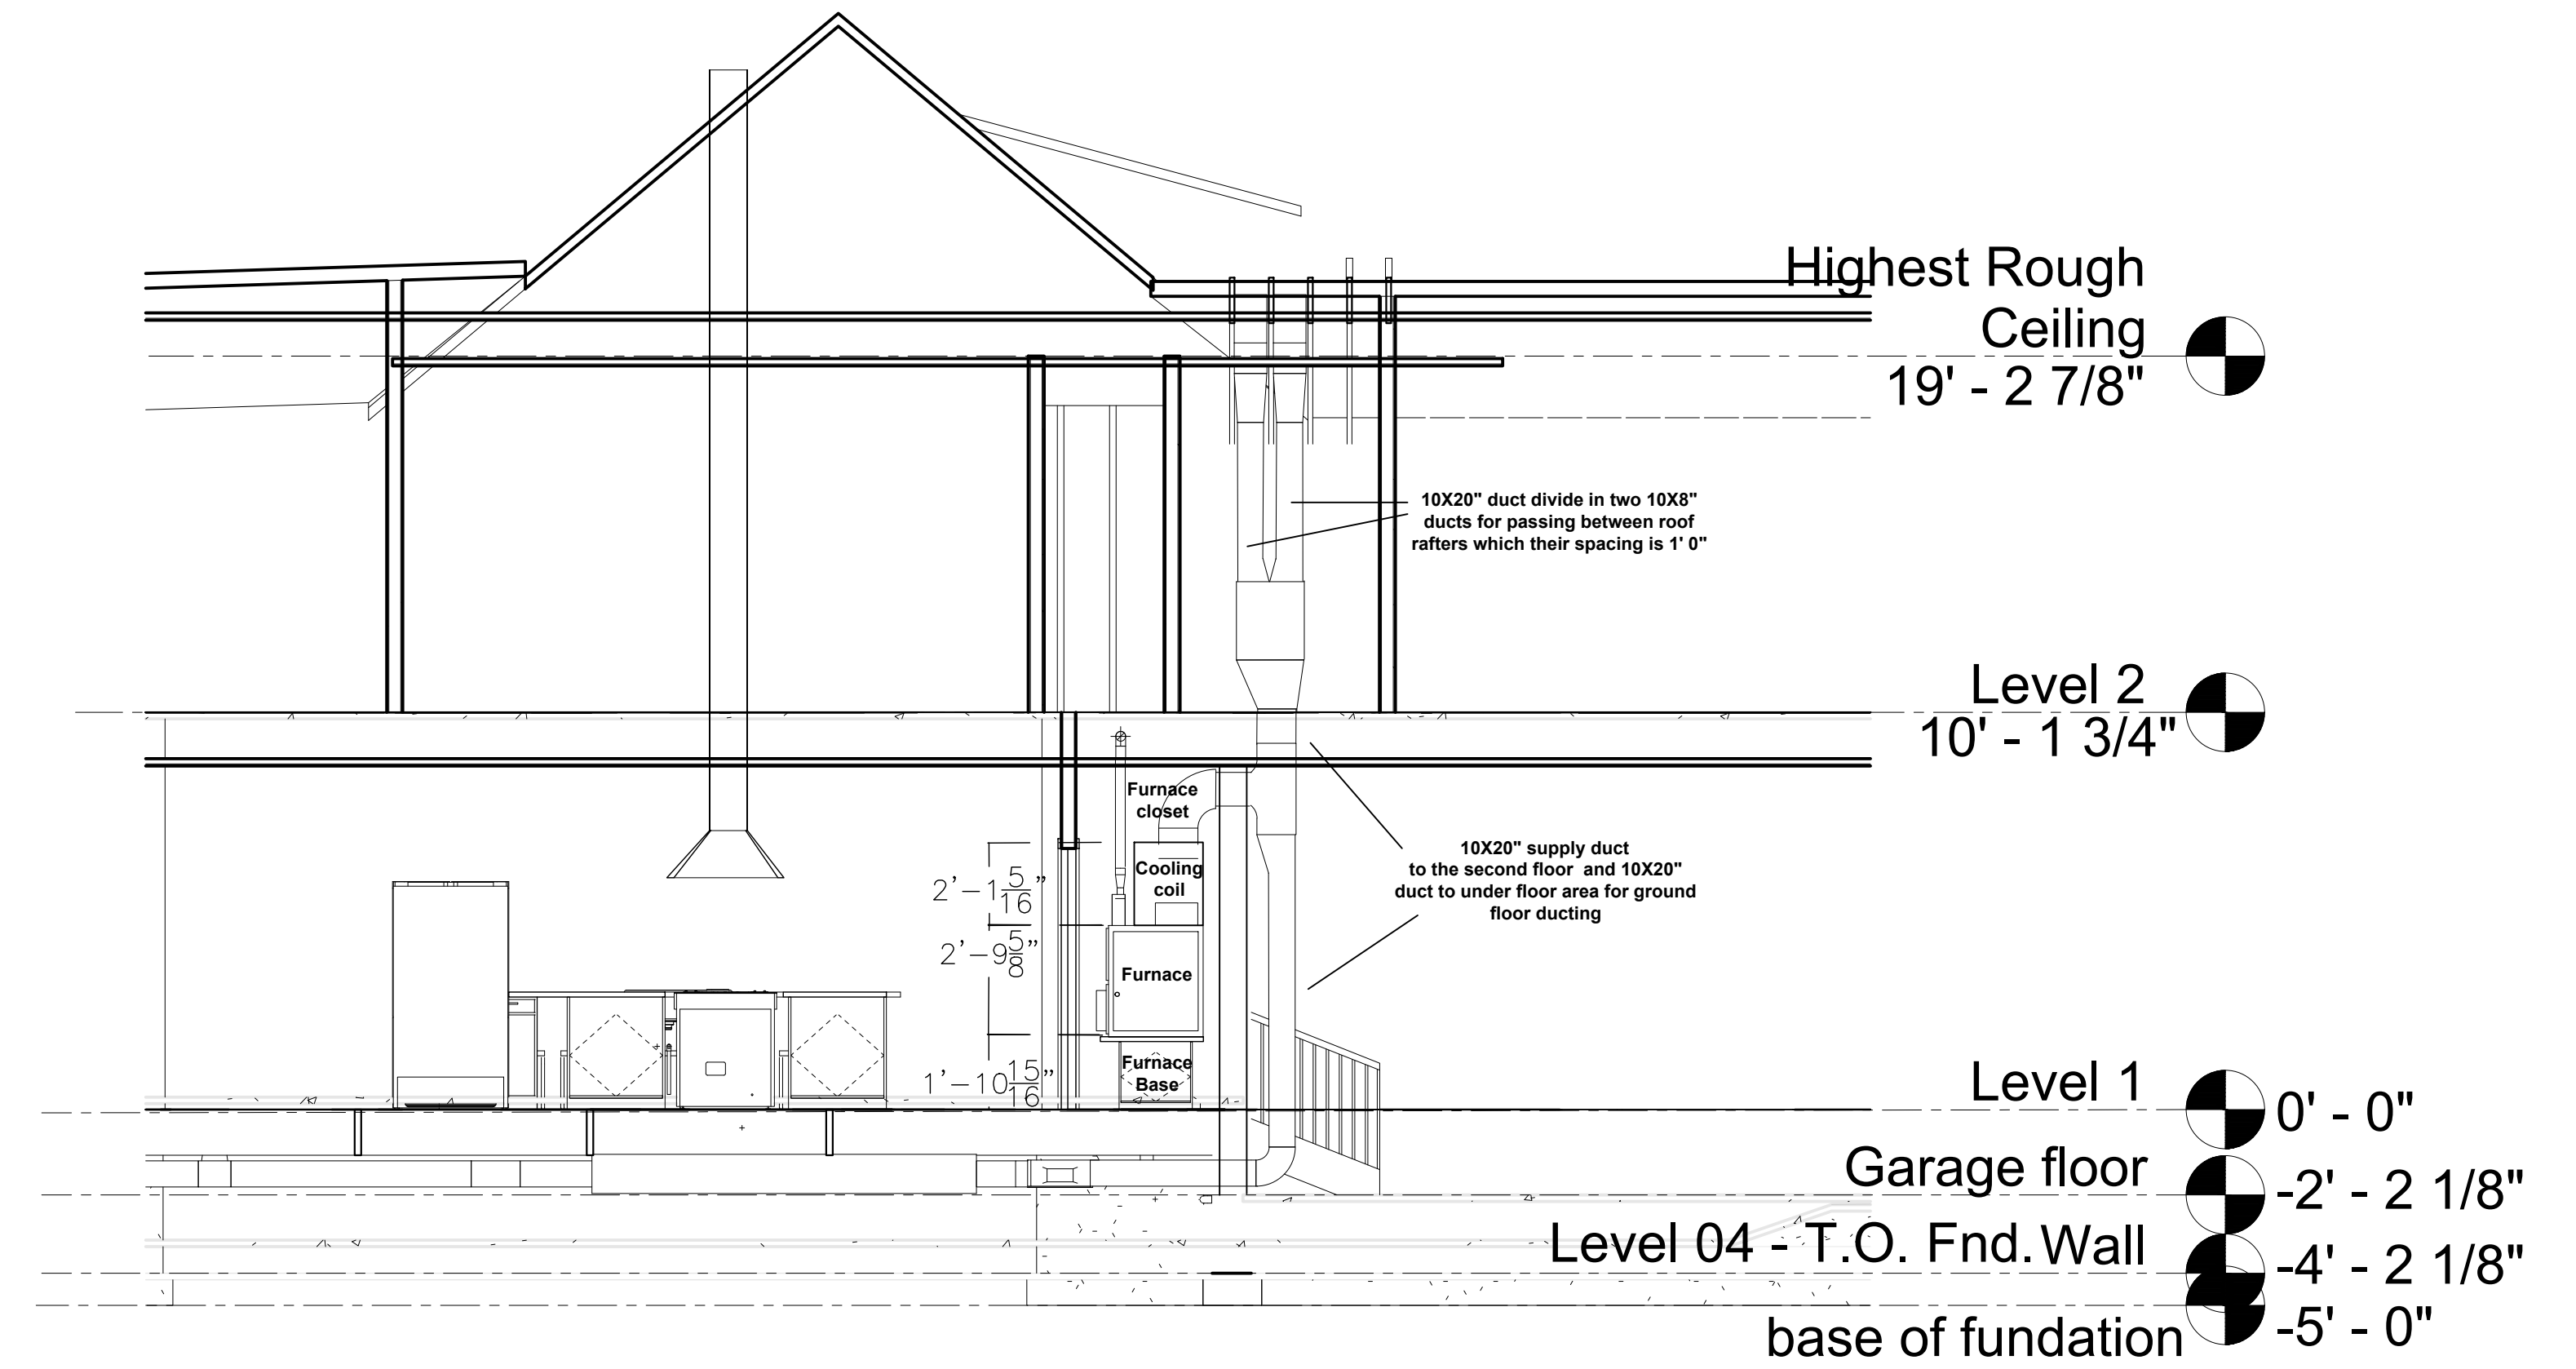 Highest Rough
Ceiling
19' - 2 7/8"
10X20" duct divide in two 10X8"
ducts for passing between roof
rafters which their spacing is 1' 0"
Level 2
10' - 1 3/4"
Furnace
closet
10X20" supply duct
to the second floor and 10X20"
duct to under floor area for ground
floor ducting
Cooling
coil
2'-1 5/16"
2'-9 5/8"
Furnace
Furnace
Base
1'-10 15/16"
Level 1
0' - 0"
Garage floor
-2' - 2 1/8"
Level 04 - T.O. Fnd. Wall
-4' - 2 1/8"
base of fundation
-5' - 0"